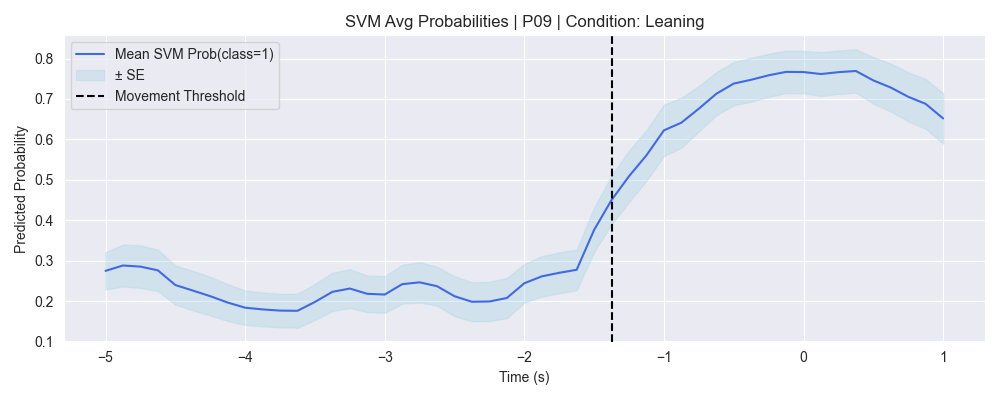 SVM Avg Probabilities | P09 | Condition: Leaning
Mean SVM Prob(class=1)
± SE
Movement Threshold
Predicted Probability
0.8
0.7
0.6
0.5
0.4
0.3
0.2
0.1
−5
−4
−3
−2
−1
0
1
Time (s)